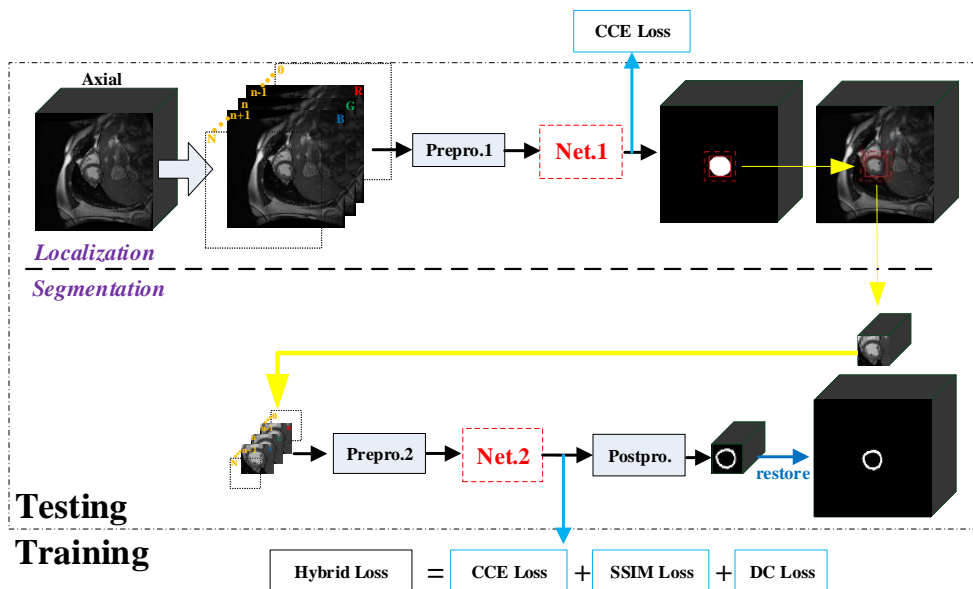 CCE Loss
Axial
0
n-1
n
n+1
N
R
G
B
Prepro.1
Net.1
Localization
Segmentation
0
N
Prepro.2
Net.2
Postpro.
restore
Testing
Training
Hybrid Loss = CCE Loss + SSIM Loss + DC Loss